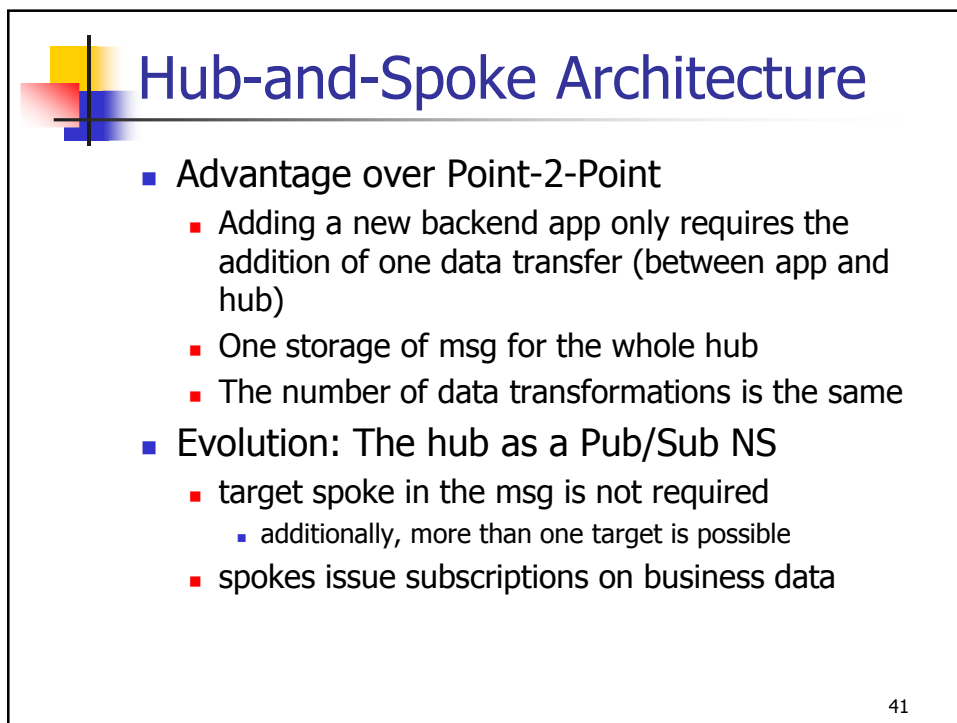 Hub-and-Spoke Architecture
Advantage over Point-2-Point
Adding a new backend app only requires the
addition of one data transfer (between app and
hub)
One storage of msg for the whole hub
The number of data transformations is the same
Evolution: The hub as a Pub/Sub NS
target spoke in the msg is not required
additionally, more than one target is possible
spokes issue subscriptions on business data
41